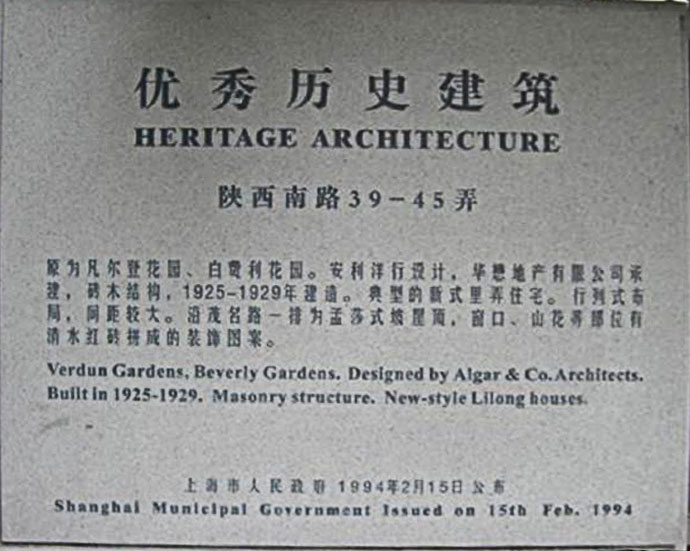 优秀历史建筑
HERITAGE ARCHITECTURE
陕西南路39-45弄
原为凡尔登花园、白费利花园。安利洋行设计，华懋地产有限公司承
建，砖木结构，1925-1929年建造。典型的新式里弄住宅。行列式布
局，间距较大。沿茂名路一排为孟莎式坡屋顶，窗口、山花等部位有
清水红砖拼成的装饰图案。
Verdun Gardens, Beverly Gardens. Designed by Algar & Co. Architects.
Built in 1925-1929. Masonry structure. New-style Lilong houses.
上海市人民政府 1994年2月15日公布
Shanghai Municipal Government Issued on 15th Feb. 1994